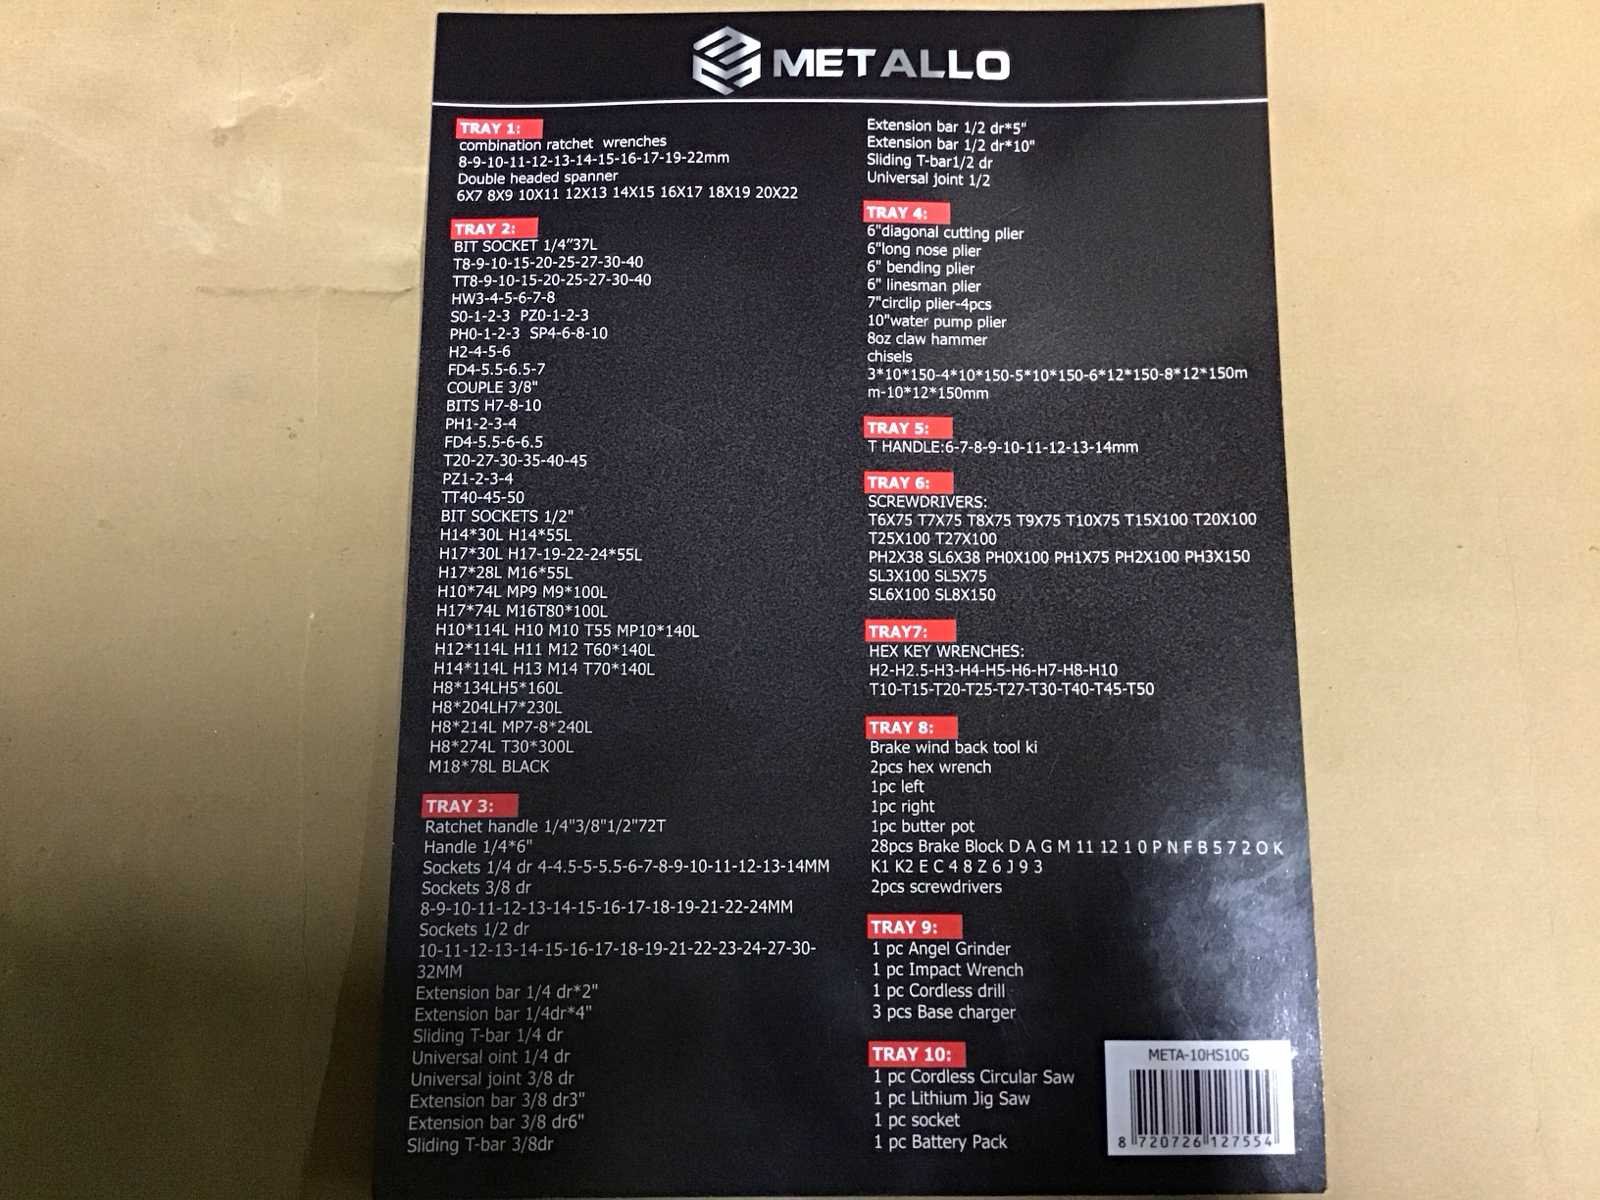 METALLO
TRAY 1:
combination ratchet wrenches
8-9-10-11-12-13-14-15-16-17-19-22mm
Double headed spanner
6X7 8X9 10X11 12X13 14X15 16X17 18X19 20X22
TRAY 2:
BIT SOCKET 1/4"37L
T8-9-10-15-20-25-27-30-40
TT8-9-10-15-20-25-27-30-40
HW3-4-5-6-7-8
S0-1-2-3 PZ0-1-2-3
PH0-1-2-3 SP4-6-8-10
H2-4-5-6
FD4-5.5-6.5-7
COUPLE 3/8"
BITS H7-8-10
PH1-2-3-4
FD4-5.5-6-6.5
T20-27-30-35-40-45
PZ1-2-3-4
TT40-45-50
BIT SOCKETS 1/2"
H14*30L H14*55L
H17*30L H17-19-22-24*55L
H17*28L M16*55L
H10*74L MP9 M9*100L
H17*74L M16T80*100L
H10*114L H10 M10 T55 MP10*140L
H12*114L H11 M12 T60*140L
H14*114L H13 M14 T70*140L
H8*134LH5*160L
H8*204LH7*230L
H8*214L MP7-8*240L
H8*274L T30*300L
M18*78L BLACK
TRAY 3:
Ratchet handle 1/4"3/8"1/2"72T
Handle 1/4*6"
Sockets 1/4 dr 4-4.5-5-5.5-6-7-8-9-10-11-12-13-14MM
Sockets 3/8 dr
8-9-10-11-12-13-14-15-16-17-18-19-21-22-24MM
Sockets 1/2 dr
10-11-12-13-14-15-16-17-18-19-21-22-23-24-27-30-
32MM
Extension bar 1/4 dr*2"
Extension bar 1/4dr*4"
Sliding T-bar 1/4 dr
Universal oint 1/4 dr
Universal joint 3/8 dr
Extension bar 3/8 dr3"
Extension bar 3/8 dr6"
Sliding T-bar 3/8dr
Extension bar 1/2 dr*5"
Extension bar 1/2 dr*10"
Sliding T-bar1/2 dr
Universal joint 1/2
TRAY 4:
6"diagonal cutting plier
6"long nose plier
6" bending plier
6" linesman plier
7"circlip plier-4pcs
10"water pump plier
8oz claw hammer
chisels
3*10*150-4*10*150-5*10*150-6*12*150-8*12*150m
m-10*12*150mm
TRAY 5:
T HANDLE:6-7-8-9-10-11-12-13-14mm
TRAY 6:
SCREWDRIVERS:
T6X75 T7X75 T8X75 T9X75 T10X75 T15X100 T20X100
T25X100 T27X100
PH2X38 SL6X38 PH0X100 PH1X75 PH2X100 PH3X150
SL3X100 SL5X75
SL6X100 SL8X150
TRAY7:
HEX KEY WRENCHES:
H2-H2.5-H3-H4-H5-H6-H7-H8-H10
T10-T15-T20-T25-T27-T30-T40-T45-T50
TRAY 8:
Brake wind back tool ki
2pcs hex wrench
1pc left
1pc right
1pc butter pot
28pcs Brake Block D A G M 11 12 1 0 P N F B 5 7 2 O K
K1 K2 E C 4 8 Z 6 J 9 3
2pcs screwdrivers
TRAY 9:
1 pc Angel Grinder
1 pc Impact Wrench
1 pc Cordless drill
3 pcs Base charger
TRAY 10:
1 pc Cordless Circular Saw
1 pc Lithium Jig Saw
1 pc socket
1 pc Battery Pack
META-10HS10G
8 720726 127554